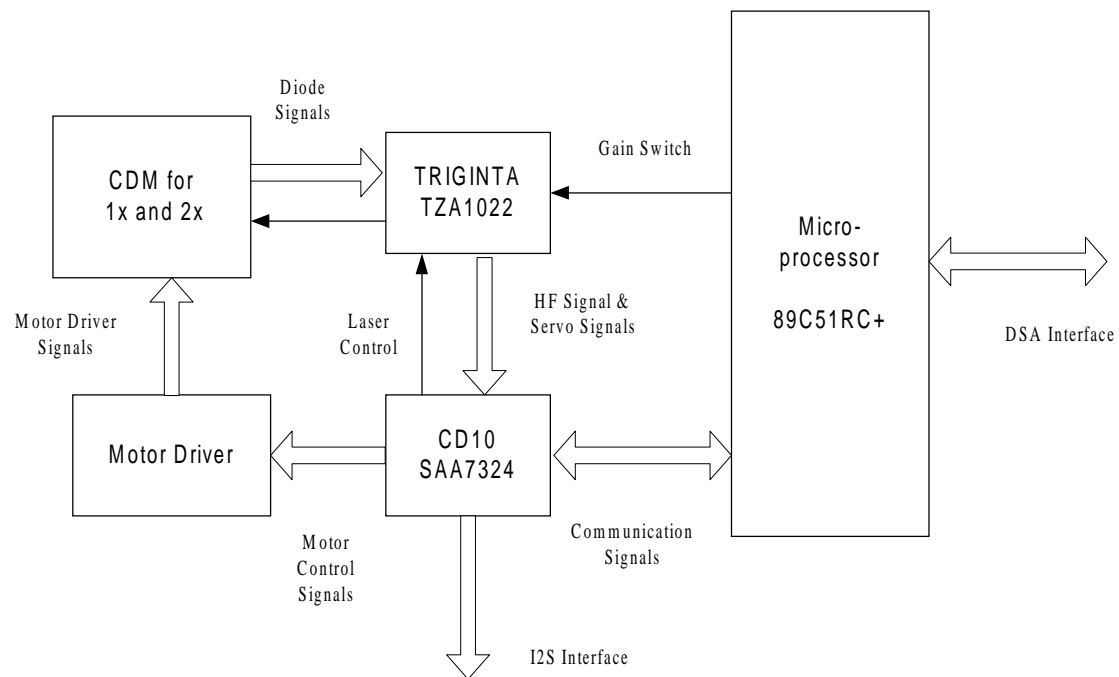 Diode
Signals
CDM for
1x and 2x
TRIGINTA
TZA1022
Gain Switch
Micro-
processor
89C51RC+
DSA Interface
Motor Driver
Signals
Laser
Control
HF Signal &
Servo Signals
Motor Driver
CD10
SAA7324
Motor
Control
Signals
Communication
Signals
I2S Interface